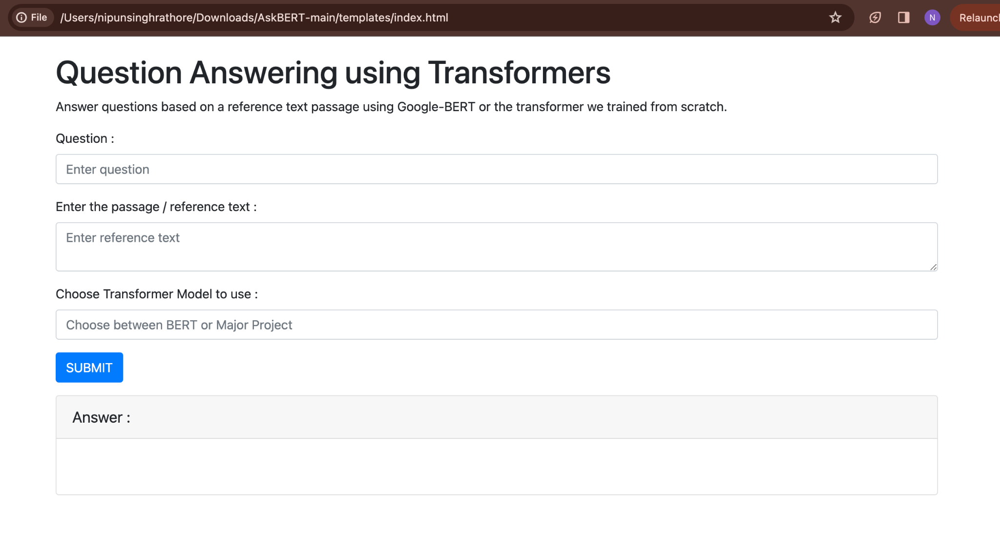 File /Users/nipunsinghrathore/Downloads/AskBERT-main/templates/index.html N
Question Answering using Transformers
Answer questions based on a reference text passage using Google-BERT or the transformer we trained from scratch.
Question :
Enter question
Enter the passage / reference text :
Enter reference text
Choose Transformer Model to use :
Choose between BERT or Major Project
SUBMIT
Answer :